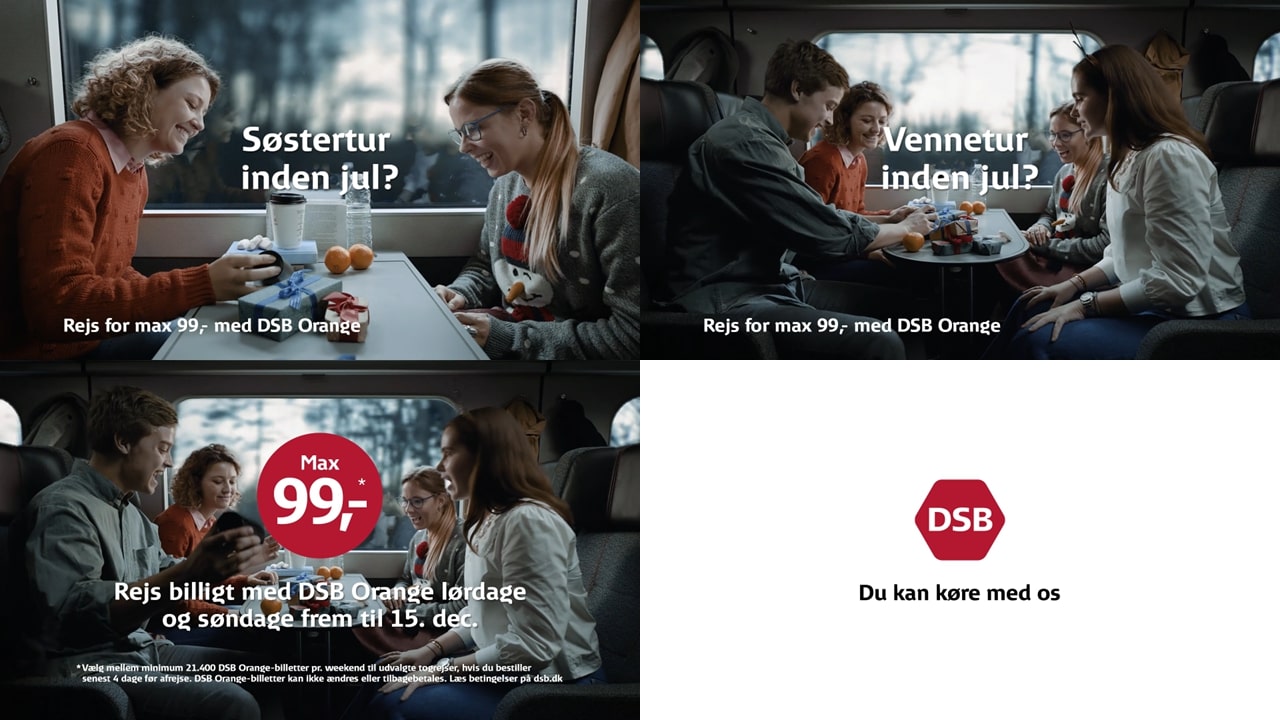 Søstertur
inden jul?
Rejs for max 99,- med DSB Orange
Vennetur
inden jul?
Rejs for max 99,- med DSB Orange
Max
99,-*
Rejs billigt med DSB Orange lørdage
og søndage frem til 15. dec.
*Vælg mellem minimum 21.400 DSB Orange-billetter pr. weekend til udvalgte togrejser, hvis du bestiller
senest 4 dage før afrejse. DSB Orange-billetter kan ikke ændres eller tilbagebetales. Læs betingelser på dsb.dk
DSB
Du kan køre med os